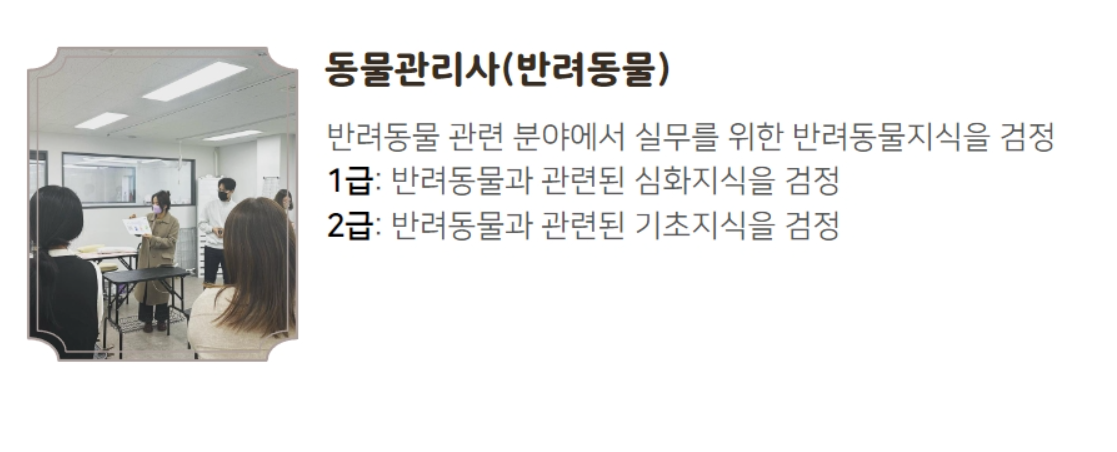 동물관리사(반려동물)
반려동물 관련 분야에서 실무를 위한 반려동물지식을 검정
1급: 반려동물과 관련된 심화지식을 검정
2급: 반려동물과 관련된 기초지식을 검정